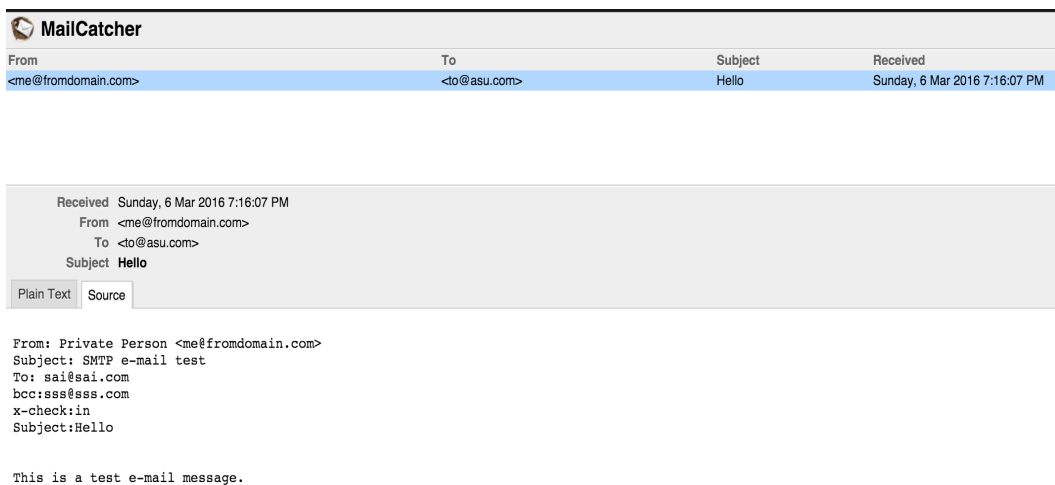 MailCatcher
From To Subject Received
<me@fromdomain.com> <to@asu.com> Hello Sunday, 6 Mar 2016 7:16:07 PM
Received Sunday, 6 Mar 2016 7:16:07 PM
From <me@fromdomain.com>
To <to@asu.com>
Subject Hello
Plain Text Source
From: Private Person <me@fromdomain.com>
Subject: SMTP e-mail test
To: sai@sai.com
bcc:sss@sss.com
x-check:in
Subject:Hello
This is a test e-mail message.